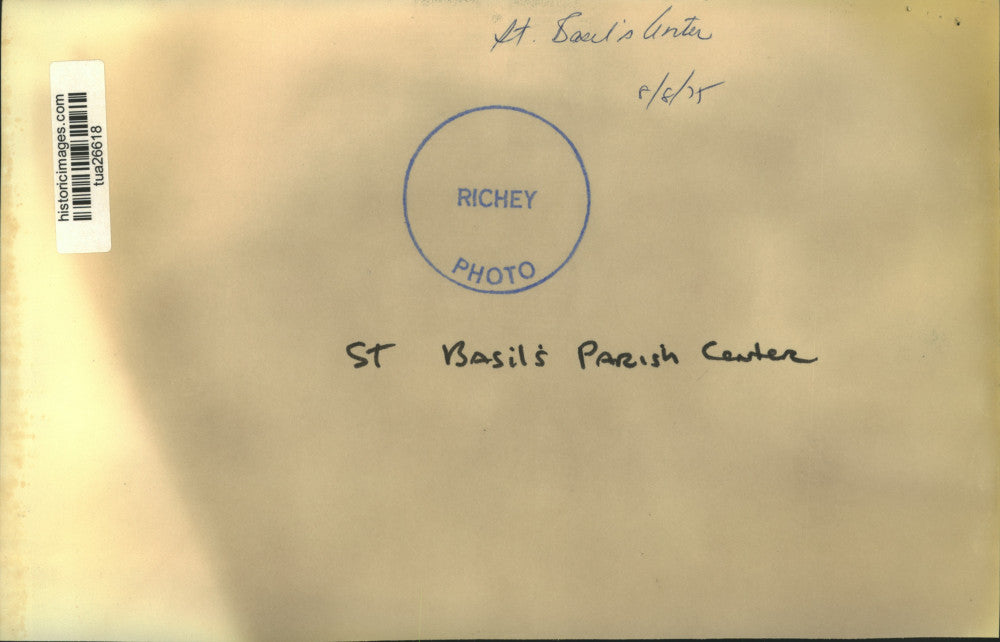 St. Basil's Center
8/8/75
historicimages.com
tua26618
RICHEY
PHOTO
ST Basil's Parish Center